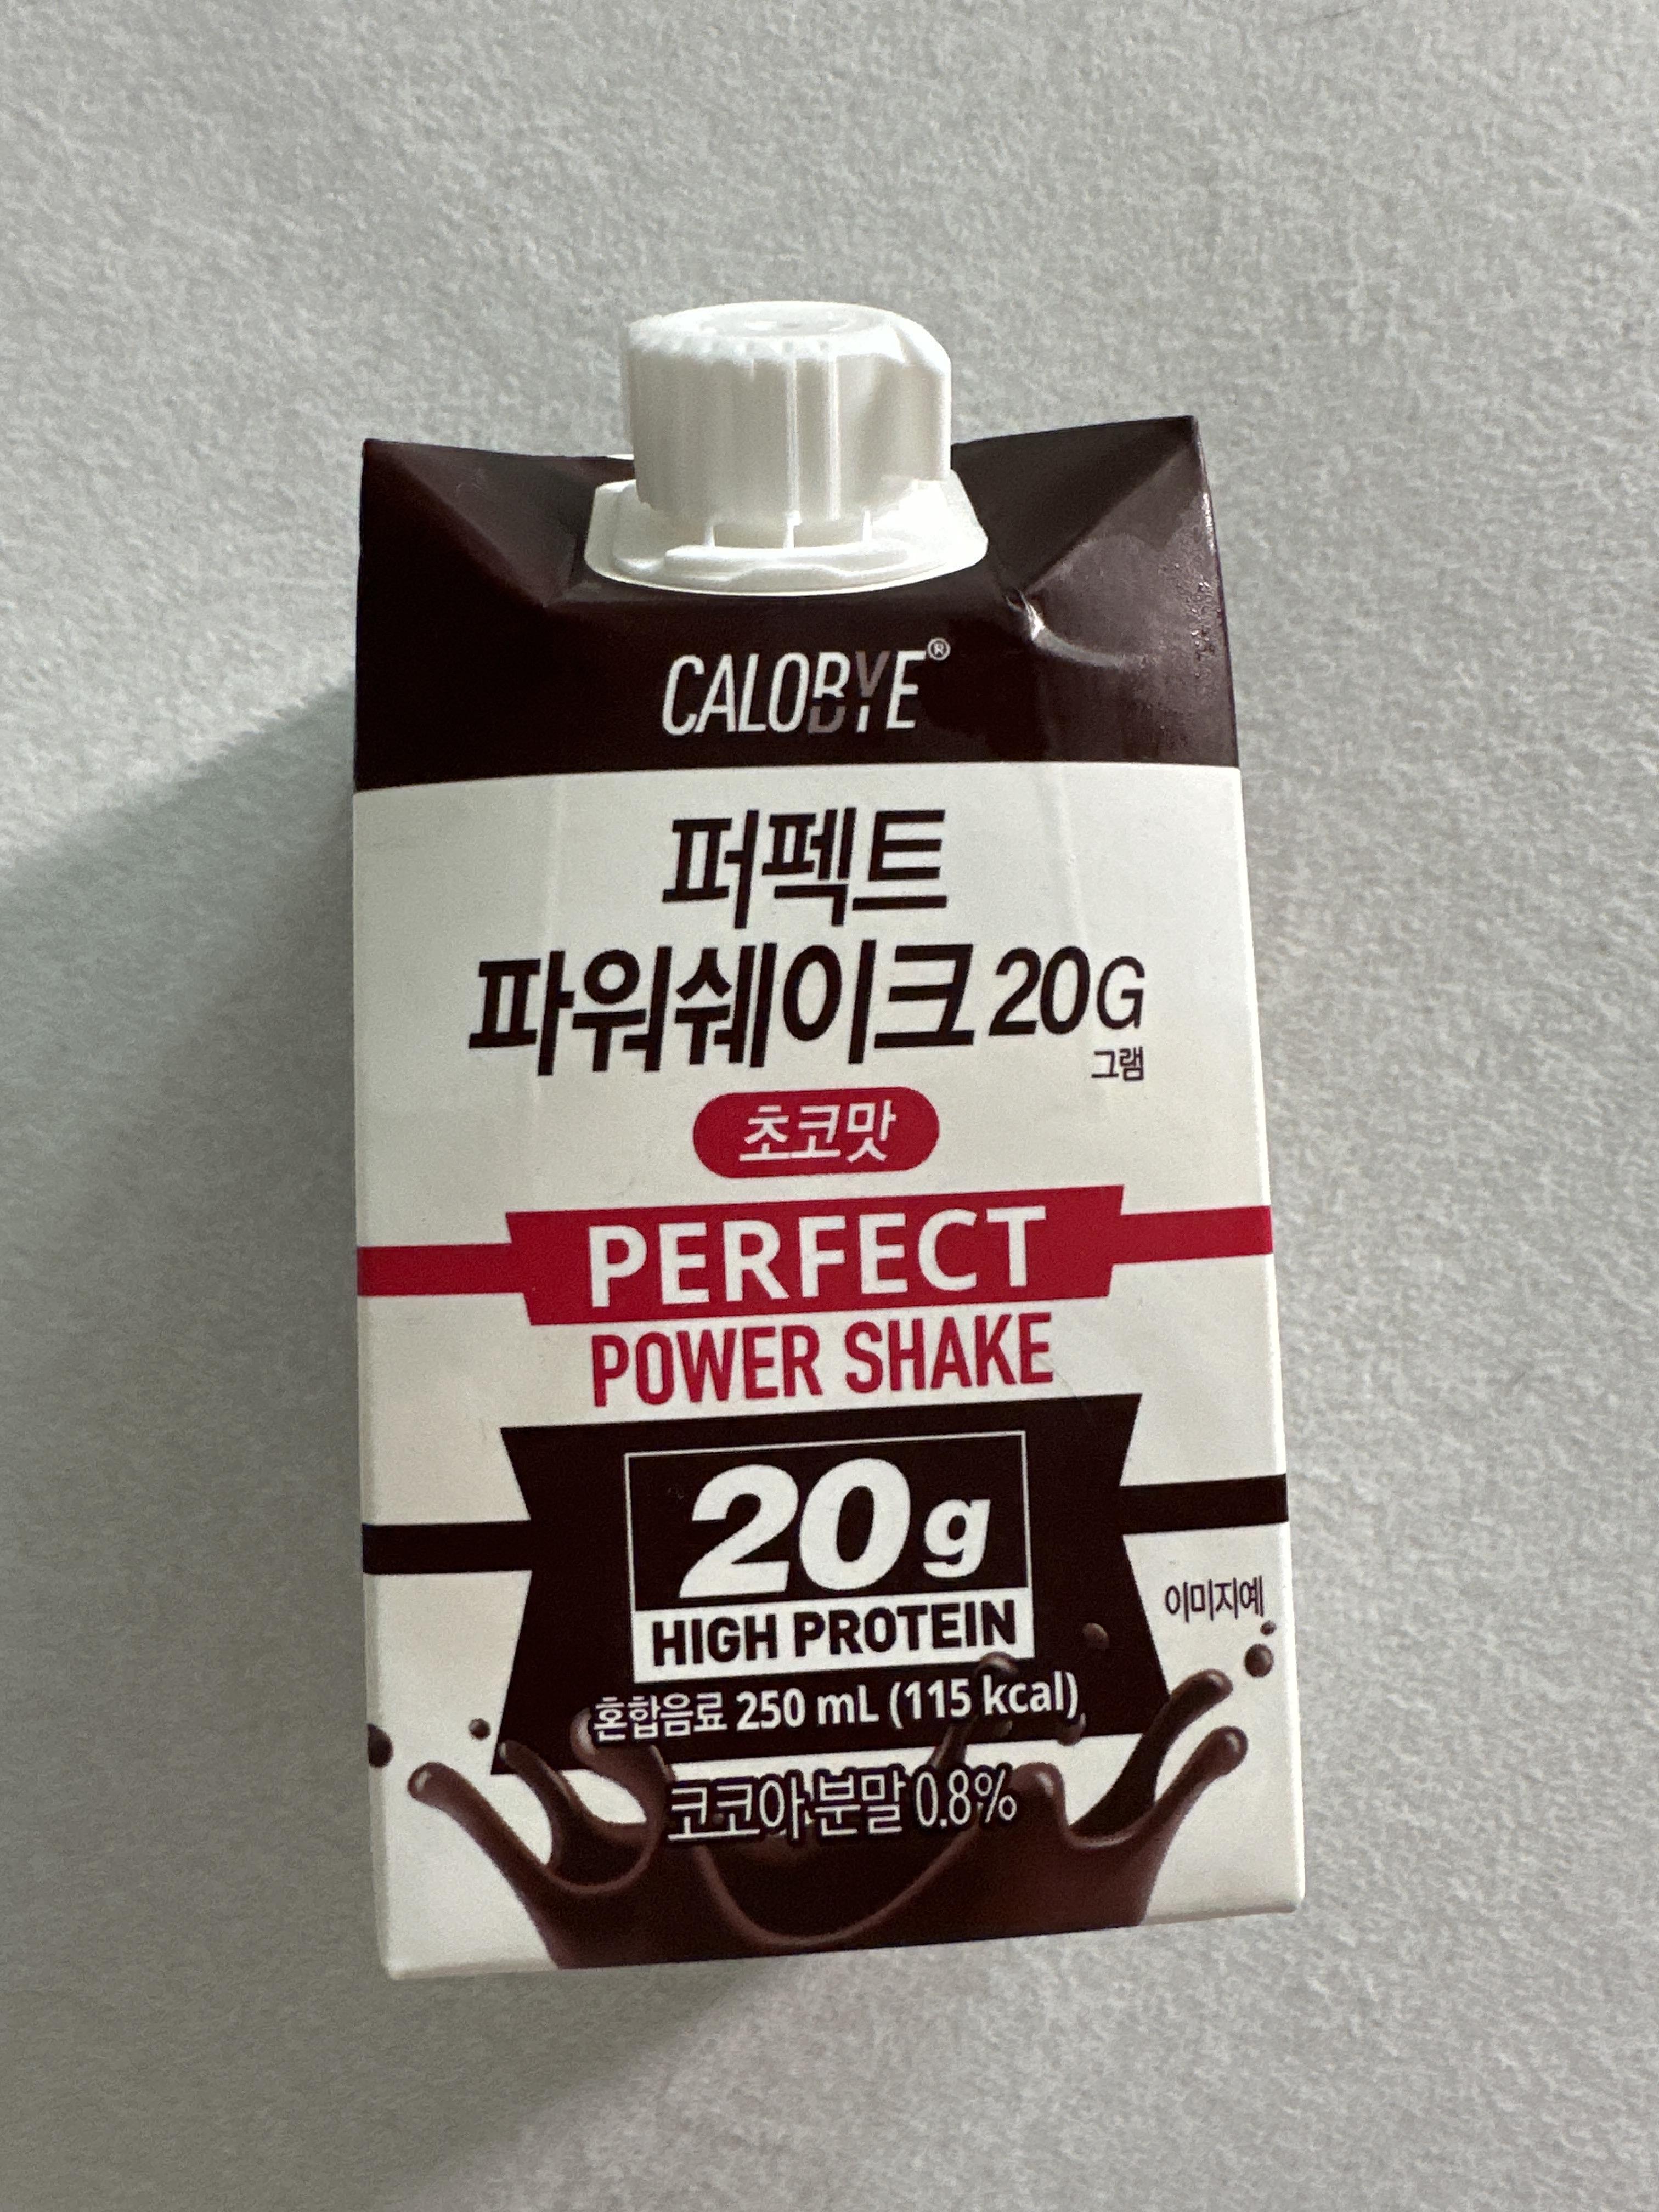 CALOBYE®
퍼펙트
파워쉐이크 20G
그램
초코맛
PERFECT
POWER SHAKE
20g
HIGH PROTEIN
이미지예
혼합음료 250 mL (115 kcal)
코코아분말 0.8%